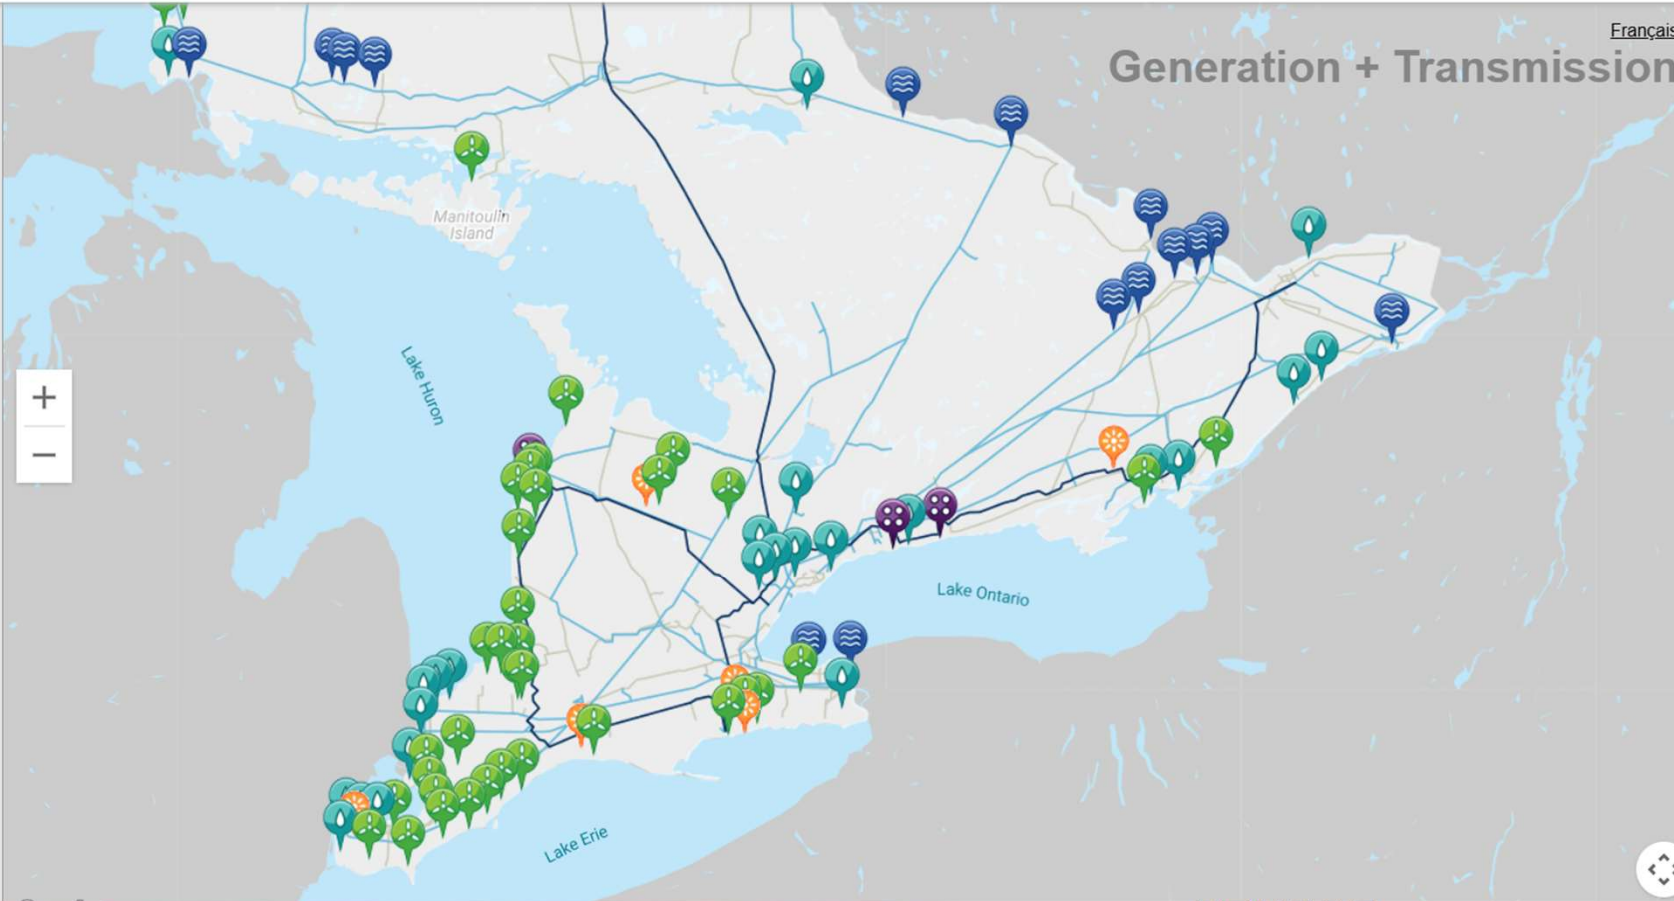 Français
Generation + Transmission
Manitoulin
Island
Lake Huron
+
−
Lake Ontario
Lake Erie